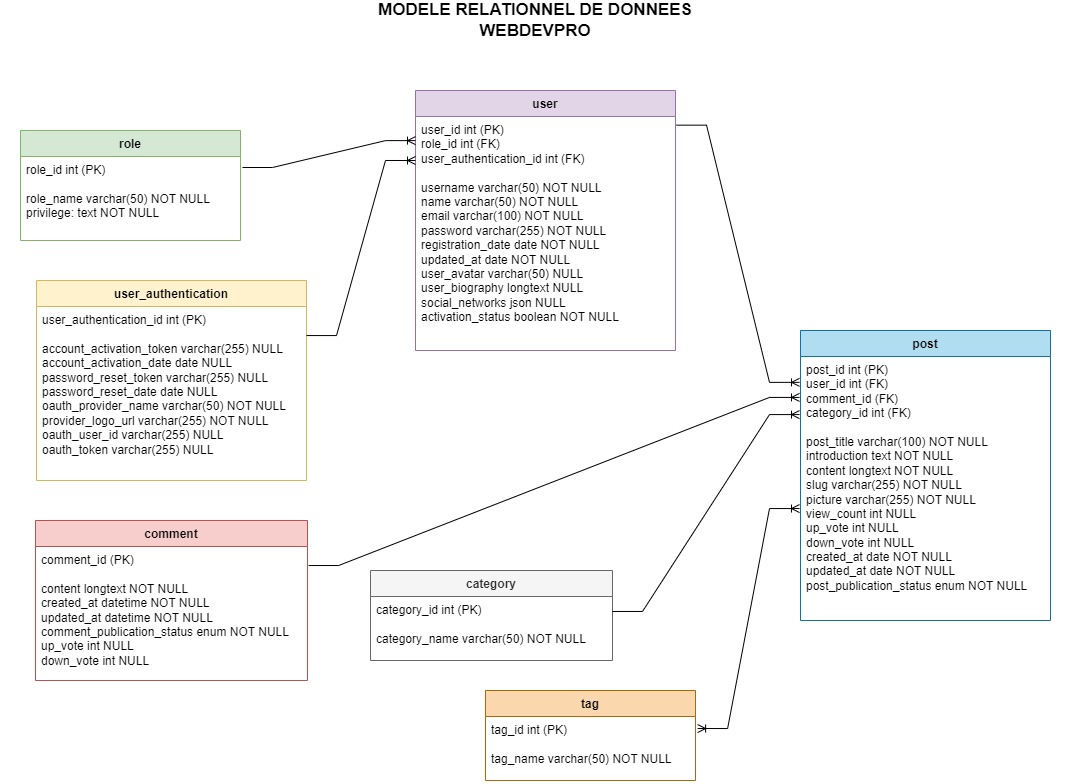 MODELE RELATIONNEL DE DONNEES
WEBDEVPRO
user
user_id int (PK)
role_id int (FK)
user_authentication_id int (FK)
username varchar(50) NOT NULL
name varchar(50) NOT NULL
email varchar(100) NOT NULL
password varchar(255) NOT NULL
registration_date date NOT NULL
updated_at date NOT NULL
user_avatar varchar(50) NULL
user_biography longtext NULL
social_networks json NULL
activation_status boolean NOT NULL
role
role_id int (PK)
role_name varchar(50) NOT NULL
privilege: text NOT NULL
user_authentication
user_authentication_id int (PK)
account_activation_token varchar(255) NULL
account_activation_date date NULL
password_reset_token varchar(255) NULL
password_reset_date date NULL
oauth_provider_name varchar(50) NOT NULL
provider_logo_url varchar(255) NOT NULL
oauth_user_id varchar(255) NULL
oauth_token varchar(255) NULL
post
post_id int (PK)
user_id int (FK)
comment_id (FK)
category_id int (FK)
post_title varchar(100) NOT NULL
introduction text NOT NULL
content longtext NOT NULL
slug varchar(255) NOT NULL
picture varchar(255) NOT NULL
view_count int NULL
up_vote int NULL
down_vote int NULL
created_at date NOT NULL
updated_at date NOT NULL
post_publication_status enum NOT NULL
comment
comment_id (PK)
content longtext NOT NULL
created_at datetime NOT NULL
updated_at datetime NOT NULL
comment_publication_status enum NOT NULL
up_vote int NULL
down_vote int NULL
category
category_id int (PK)
category_name varchar(50) NOT NULL
tag
tag_id int (PK)
tag_name varchar(50) NOT NULL